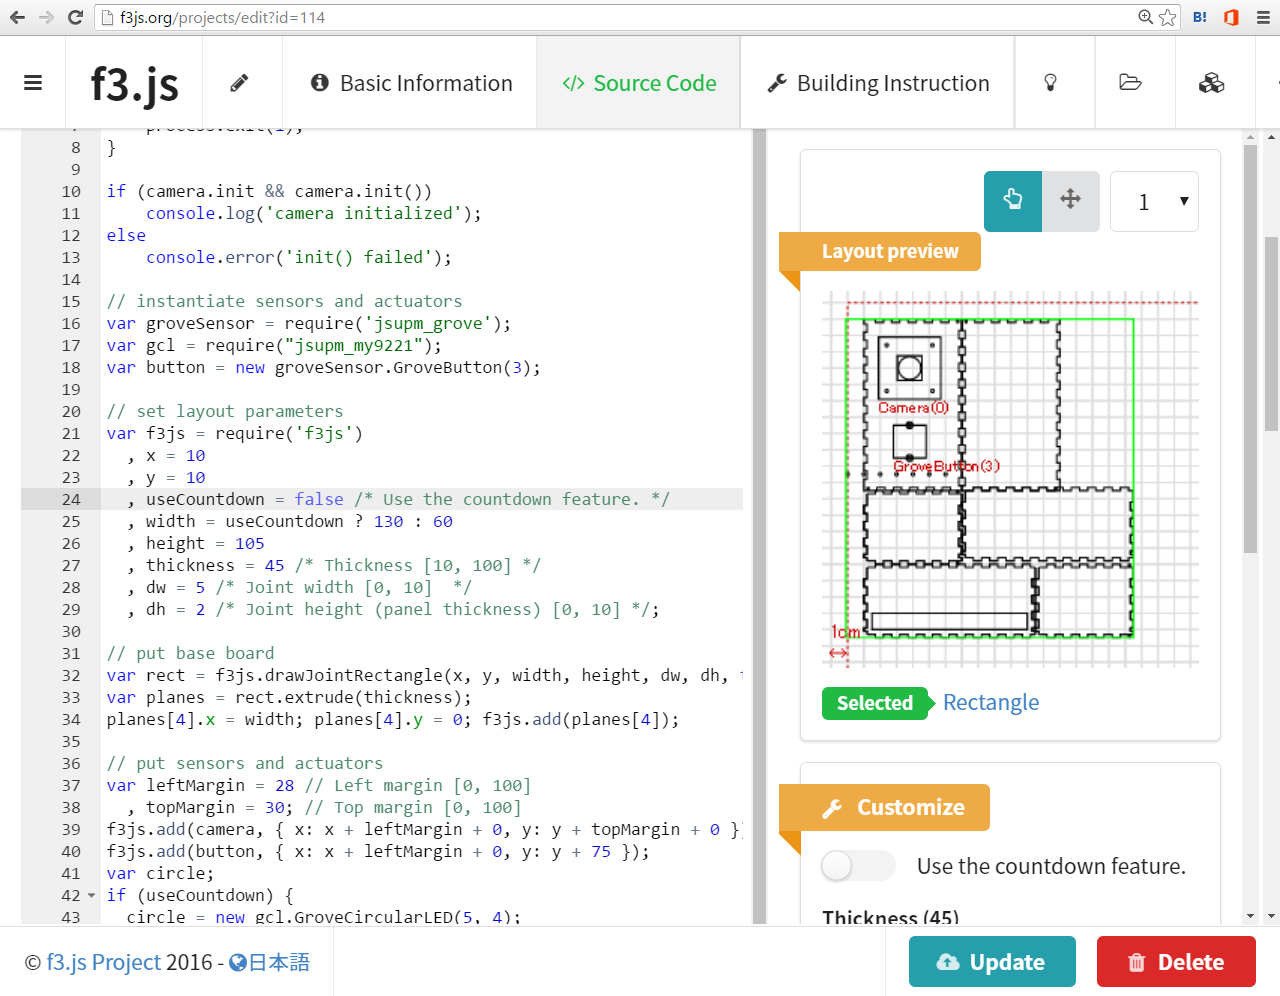 f3js.org/projects/edit?id=114
B!
f3.js
Basic Information
</> Source Code
Building Instruction
7 process.exit(1);
8 }
9
10 if (camera.init && camera.init())
11 console.log('camera initialized');
12 else
13 console.error('init() failed');
14
15 // instantiate sensors and actuators
16 var groveSensor = require('jsupm_grove');
17 var gcl = require("jsupm_my9221");
18 var button = new groveSensor.GroveButton(3);
19
20 // set layout parameters
21 var f3js = require('f3js')
22 , x = 10
23 , y = 10
24 , useCountdown = false /* Use the countdown feature. */
25 , width = useCountdown ? 130 : 60
26 , height = 105
27 , thickness = 45 /* Thickness [10, 100] */
28 , dw = 5 /* Joint width [0, 10]  */
29 , dh = 2 /* Joint height (panel thickness) [0, 10] */;
30
31 // put base board
32 var rect = f3js.drawJointRectangle(x, y, width, height, dw, dh,
33 var planes = rect.extrude(thickness);
34 planes[4].x = width; planes[4].y = 0; f3js.add(planes[4]);
35
36 // put sensors and actuators
37 var leftMargin = 28 // Left margin [0, 100]
38 , topMargin = 30; // Top margin [0, 100]
39 f3js.add(camera, { x: x + leftMargin + 0, y: y + topMargin + 0 })
40 f3js.add(button, { x: x + leftMargin + 0, y: y + 75 });
41 var circle;
42 if (useCountdown) {
43 circle = new gcl.GroveCircularLED(5, 4);
1
Layout preview
Camera(0)
GroveButton(3)
1cm
Selected Rectangle
Customize
Use the countdown feature.
Thickness (45)
© f3.js Project 2016 - 日本語
Update
Delete